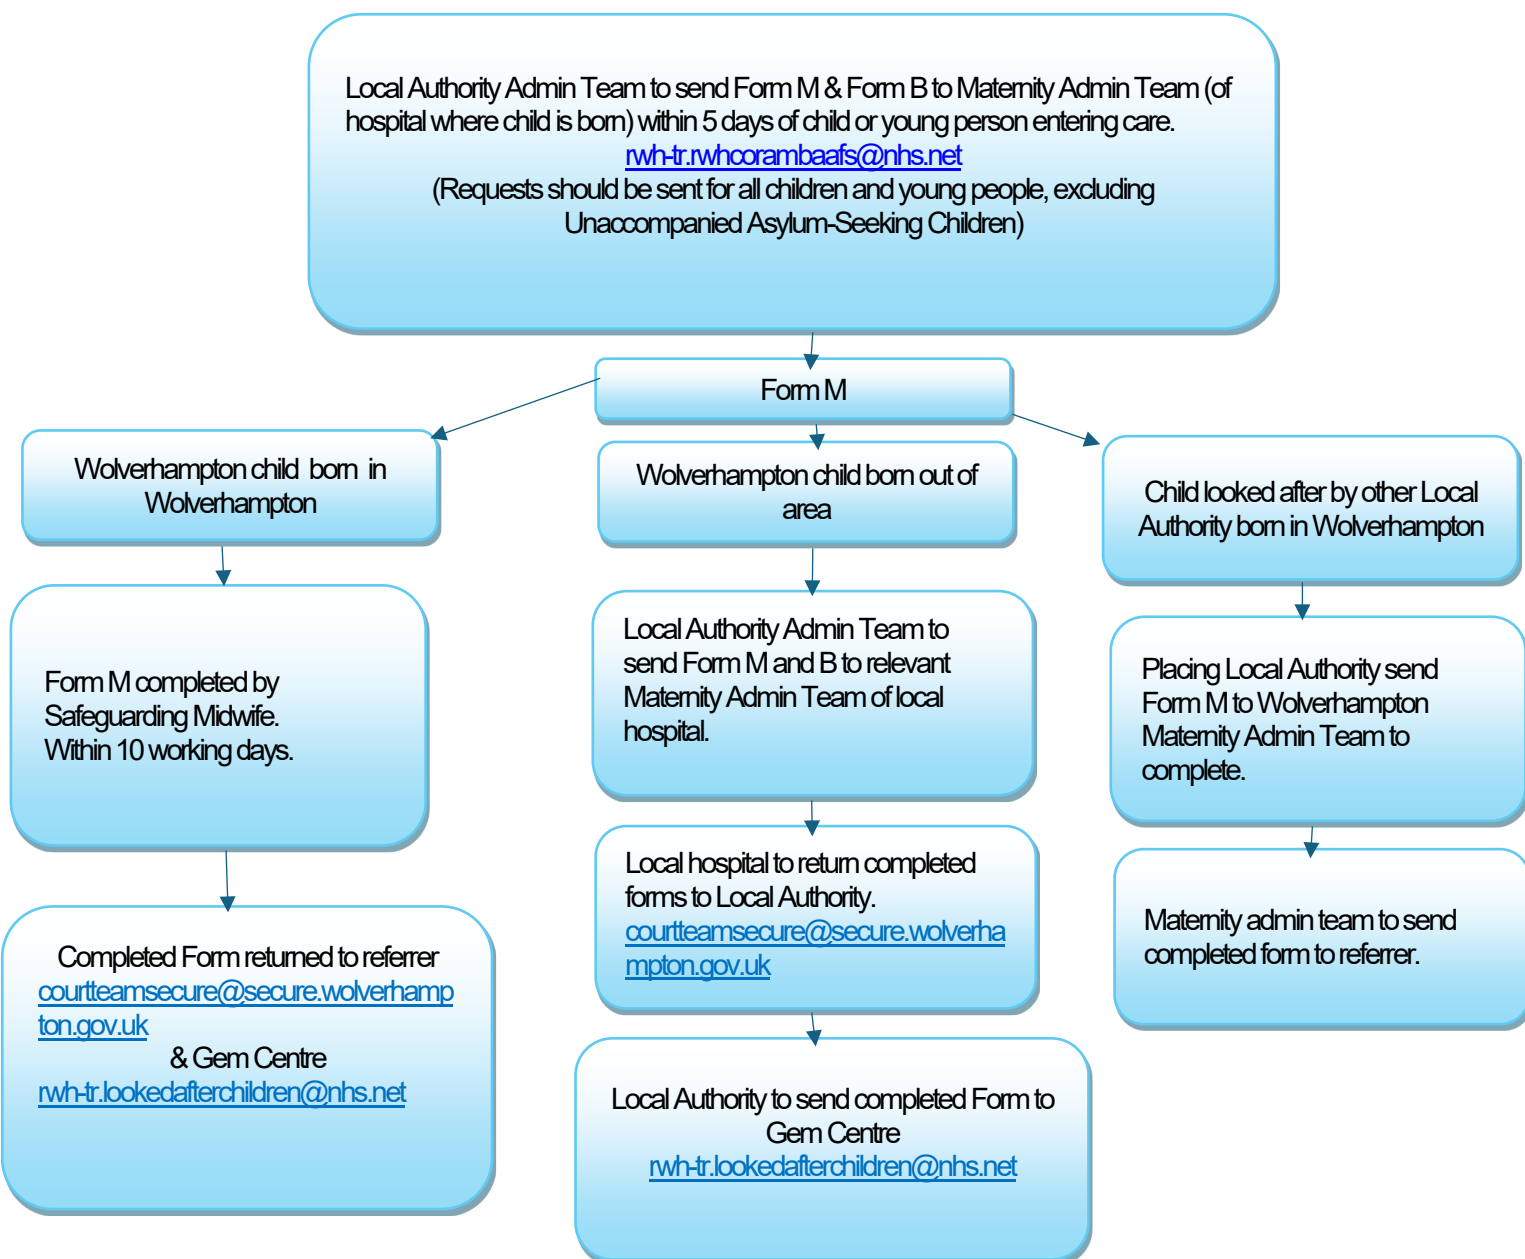 Local Authority Admin Team to send Form M & Form B to Maternity Admin Team (of
hospital where child is born) within 5 days of child or young person entering care.
rwh-tr.rwhcorambaafs@nhs.net
(Requests should be sent for all children and young people, excluding
Unaccompanied Asylum-Seeking Children)
Form M
Wolverhampton child born in
Wolverhampton
Form M completed by
Safeguarding Midwife.
Within 10 working days.
Completed Form returned to referrer
courtteamsecure@secure.wolverhamp
ton.gov.uk
& Gem Centre
rwh-tr.lookedafterchildren@nhs.net
Wolverhampton child born out of
area
Local Authority Admin Team to
send Form M and B to relevant
Maternity Admin Team of local
hospital.
Local hospital to return completed
forms to Local Authority.
courtteamsecure@secure.wolverha
mpton.gov.uk
Local Authority to send completed Form to
Gem Centre
rwh-tr.lookedafterchildren@nhs.net
Child looked after by other Local
Authority born in Wolverhampton
Placing Local Authority send
Form M to Wolverhampton
Maternity Admin Team to
complete.
Maternity admin team to send
completed form to referrer.